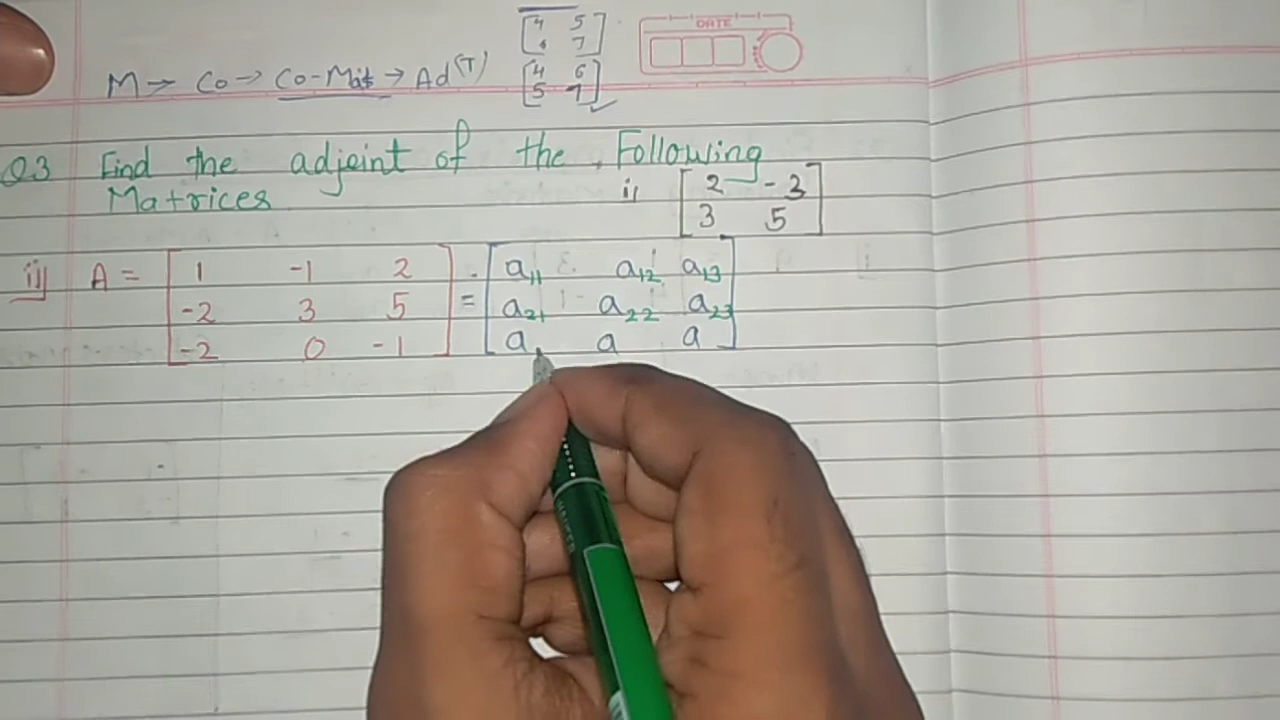 [4 5]
[6 7]
DATE
M → Co → Co-Mat → Ad(T)
[4 6]
[5 7]
Q3 Find the adjoint of the Following
Matrices
i) [2 -3]
[3 5]
ii) A = [1 -1 2] = [a11 a12 a13]
[-2 3 5] [a21 a22 a23]
[-2 0 -1] [a a a]